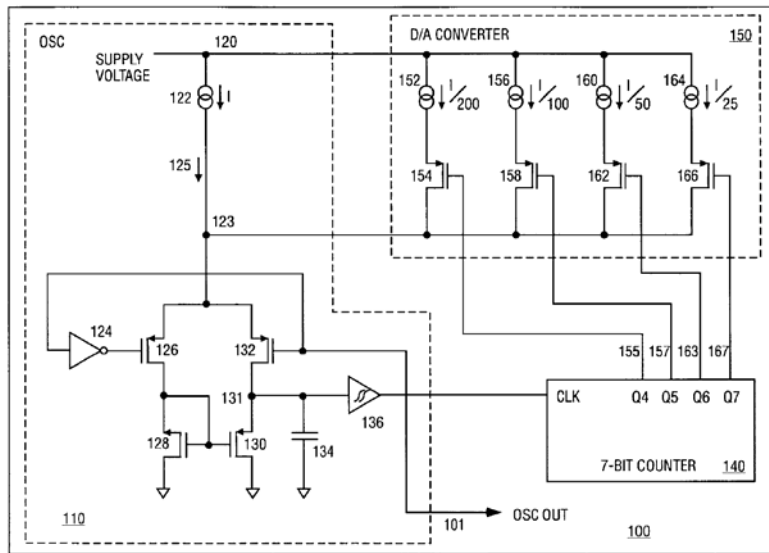 OSC
120
D/A CONVERTER
150
SUPPLY
VOLTAGE
122
I
152
I/200
156
I/100
160
I/50
164
I/25
125
154
158
162
166
123
124
126
132
155
157
163
167
131
136
CLK
Q4
Q5
Q6
Q7
128
130
134
7-BIT COUNTER
140
110
101
OSC OUT
100